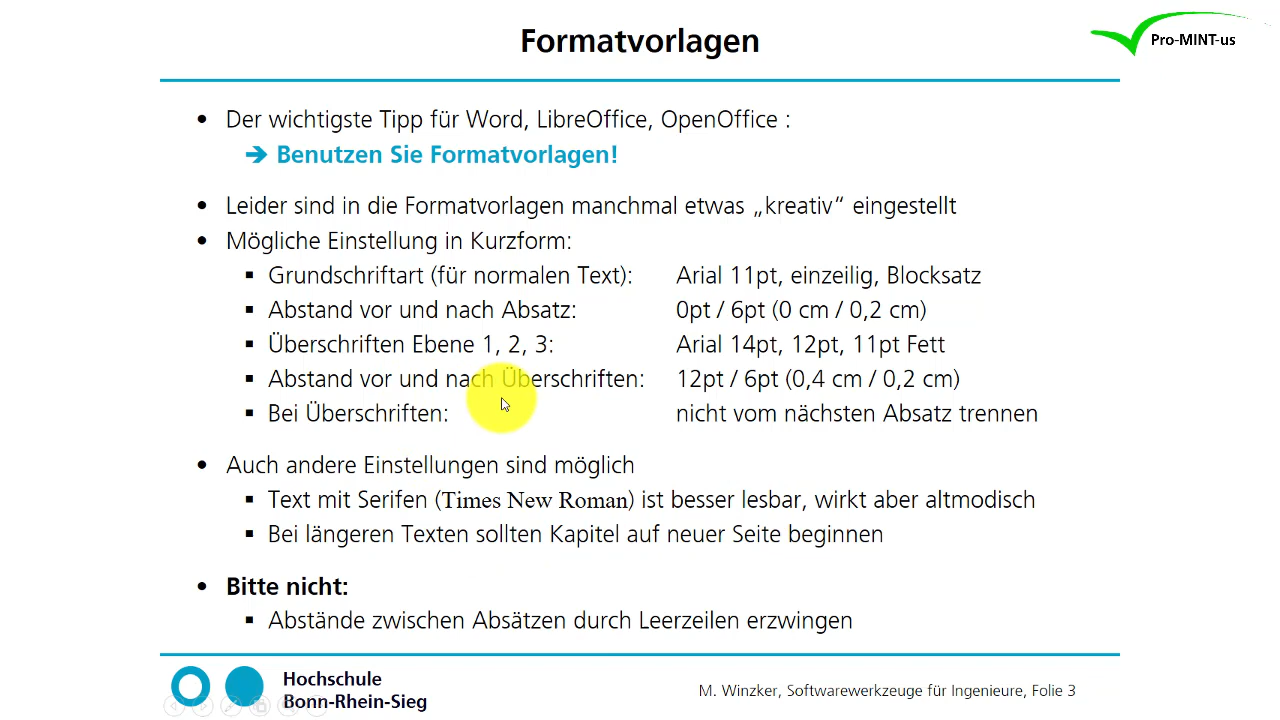 Formatvorlagen
Pro-MINT-us
• Der wichtigste Tipp für Word, LibreOffice, OpenOffice :
➔ Benutzen Sie Formatvorlagen!
• Leider sind in die Formatvorlagen manchmal etwas „kreativ“ eingestellt
• Mögliche Einstellung in Kurzform:
▪ Grundschriftart (für normalen Text): Arial 11pt, einzeilig, Blocksatz
▪ Abstand vor und nach Absatz: 0pt / 6pt (0 cm / 0,2 cm)
▪ Überschriften Ebene 1, 2, 3: Arial 14pt, 12pt, 11pt Fett
▪ Abstand vor und nach Überschriften: 12pt / 6pt (0,4 cm / 0,2 cm)
▪ Bei Überschriften: nicht vom nächsten Absatz trennen
• Auch andere Einstellungen sind möglich
▪ Text mit Serifen (Times New Roman) ist besser lesbar, wirkt aber altmodisch
▪ Bei längeren Texten sollten Kapitel auf neuer Seite beginnen
• Bitte nicht:
▪ Abstände zwischen Absätzen durch Leerzeilen erzwingen
Hochschule
Bonn-Rhein-Sieg
M. Winzker, Softwarewerkzeuge für Ingenieure, Folie 3